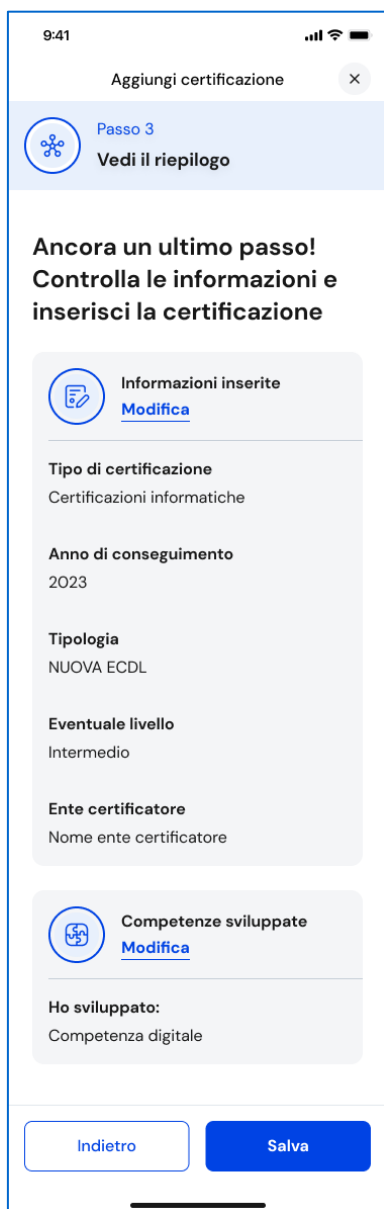 9:41
Aggiungi certificazione
Passo 3
Vedi il riepilogo
Ancora un ultimo passo!
Controlla le informazioni e
inserisci la certificazione
Informazioni inserite
Modifica
Tipo di certificazione
Certificazioni informatiche
Anno di conseguimento
2023
Tipologia
NUOVA ECDL
Eventuale livello
Intermedio
Ente certificatore
Nome ente certificatore
Competenze sviluppate
Modifica
Ho sviluppato:
Competenza digitale
Indietro
Salva